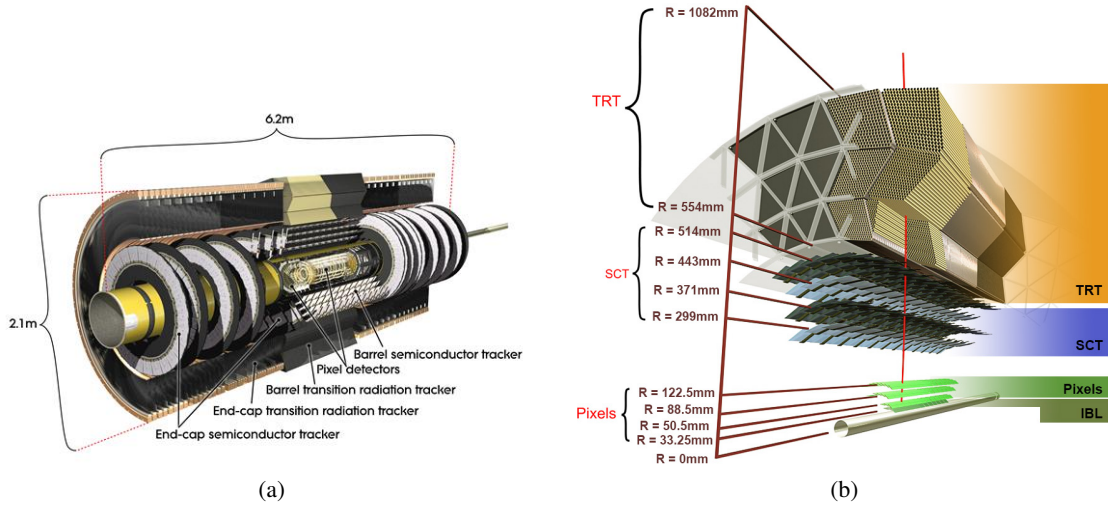 6.2m
2.1m
Barrel semiconductor tracker
Pixel detectors
Barrel transition radiation tracker
End-cap transition radiation tracker
End-cap semiconductor tracker
(a)
R = 1082mm
TRT
R = 554mm
R = 514mm
SCT
R = 443mm
R = 371mm
R = 299mm
TRT
SCT
Pixels
R = 122.5mm
Pixels
R = 88.5mm
IBL
R = 50.5mm
R = 33.25mm
R = 0mm
(b)